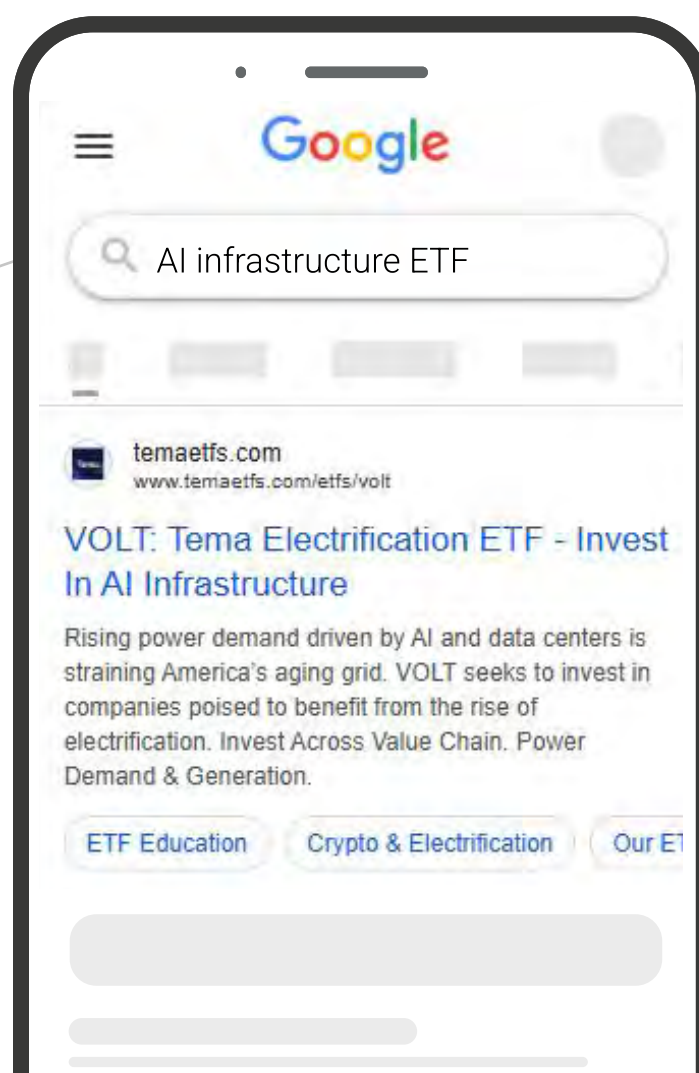 Google
AI infrastructure ETF
temaetfs.com
www.temaetfs.com/etfs/volt
VOLT: Tema Electrification ETF - Invest
In AI Infrastructure
Rising power demand driven by AI and data centers is
straining America's aging grid. VOLT seeks to invest in
companies poised to benefit from the rise of
electrification. Invest Across Value Chain. Power
Demand & Generation.
ETF Education Crypto & Electrification Our ET